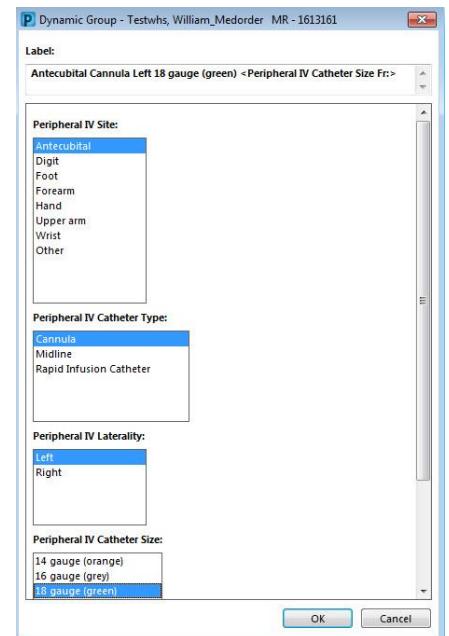 Dynamic Group - Testwhs, William_Medorder MR - 1613161
Label:
Antecubital Cannula Left 18 gauge (green) <Peripheral IV Catheter Size Fr:>
Peripheral IV Site:
Antecubital
Digit
Foot
Forearm
Hand
Upper arm
Wrist
Other
Peripheral IV Catheter Type:
Cannula
Midline
Rapid Infusion Catheter
Peripheral IV Laterality:
Left
Right
Peripheral IV Catheter Size:
14 gauge (orange)
16 gauge (grey)
18 gauge (green)
OK Cancel